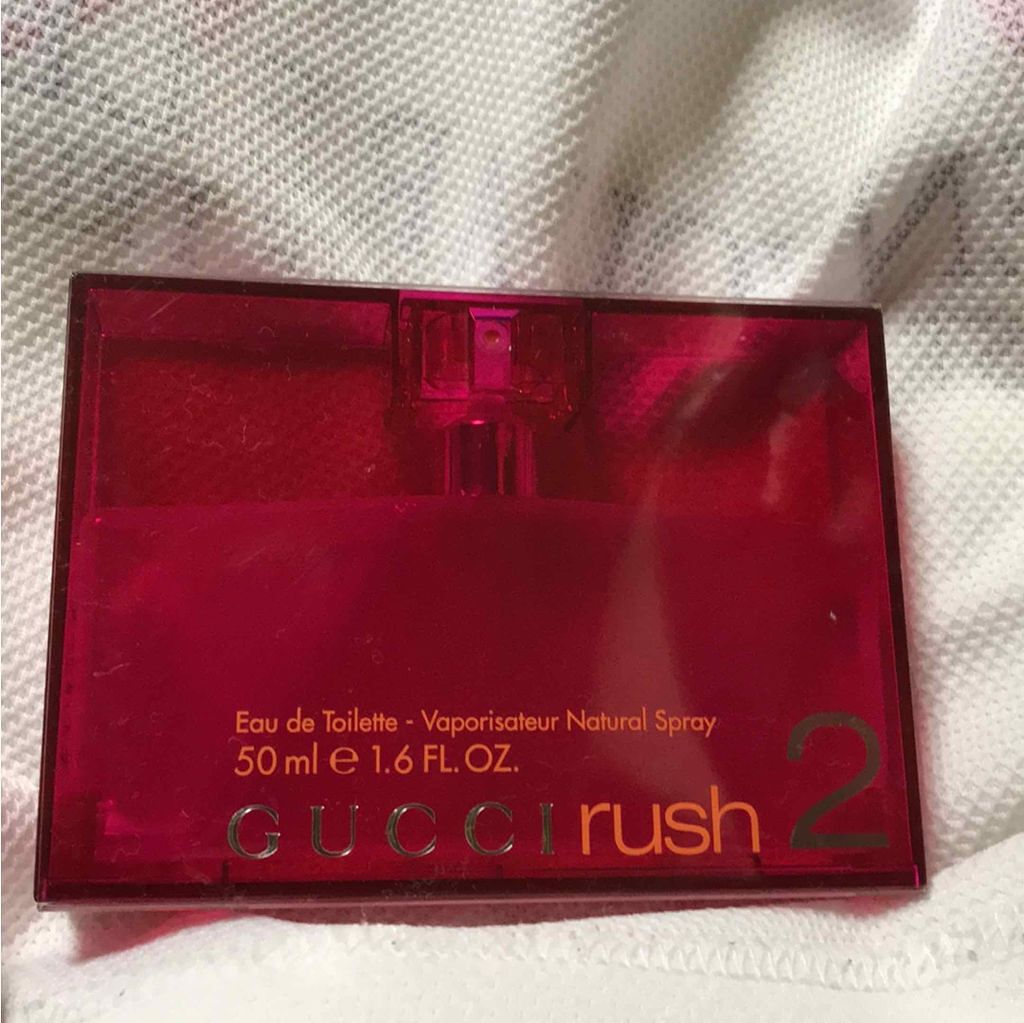 Eau de Toilette - Vaporisateur Natural Spray
50 ml e 1.6 FL. OZ.
GUCCI rush 2